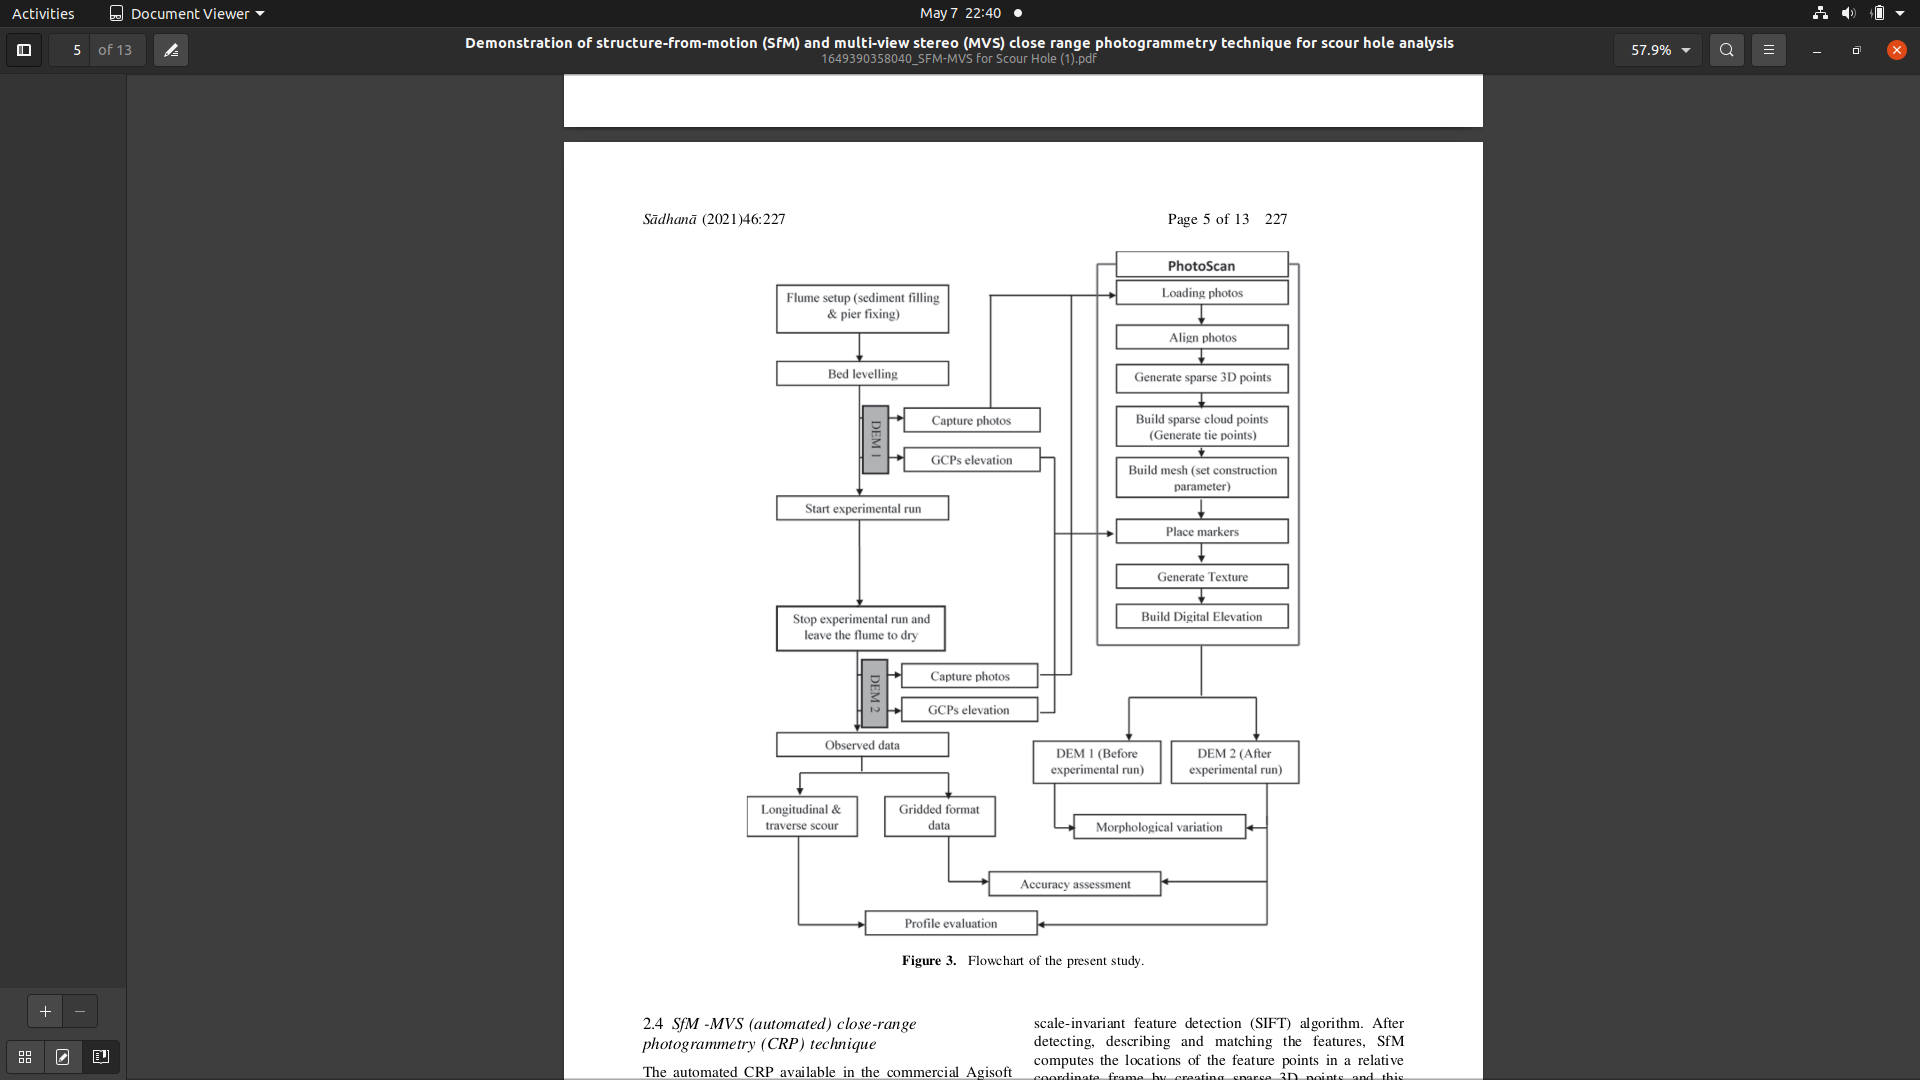 Activities
Document Viewer
May 7 22:40
5
of 13
Demonstration of structure-from-motion (SfM) and multi-view stereo (MVS) close range photogrammetry technique for scour hole analysis
1649390358040_SFM-MVS for Scour Hole (1).pdf
57.9%
Sādhanā (2021)46:227
Page 5 of 13 227
Flume setup (sediment filling
& pier fixing)
Bed levelling
DEM 1
Capture photos
GCPs elevation
Start experimental run
Stop experimental run and
leave the flume to dry
DEM 2
Capture photos
GCPs elevation
Observed data
Longitudinal &
traverse scour
Gridded format
data
PhotoScan
Loading photos
Align photos
Generate sparse 3D points
Build sparse cloud points
(Generate tie points)
Build mesh (set construction
parameter)
Place markers
Generate Texture
Build Digital Elevation
DEM 1 (Before
experimental run)
DEM 2 (After
experimental run)
Morphological variation
Accuracy assessment
Profile evaluation
Figure 3. Flowchart of the present study.
2.4 SfM -MVS (automated) close-range
photogrammetry (CRP) technique
The automated CRP available in the commercial Agisoft
scale-invariant feature detection (SIFT) algorithm. After
detecting, describing and matching the features, SfM
computes the locations of the feature points in a relative
coordinate frame by creating sparse 3D points and this